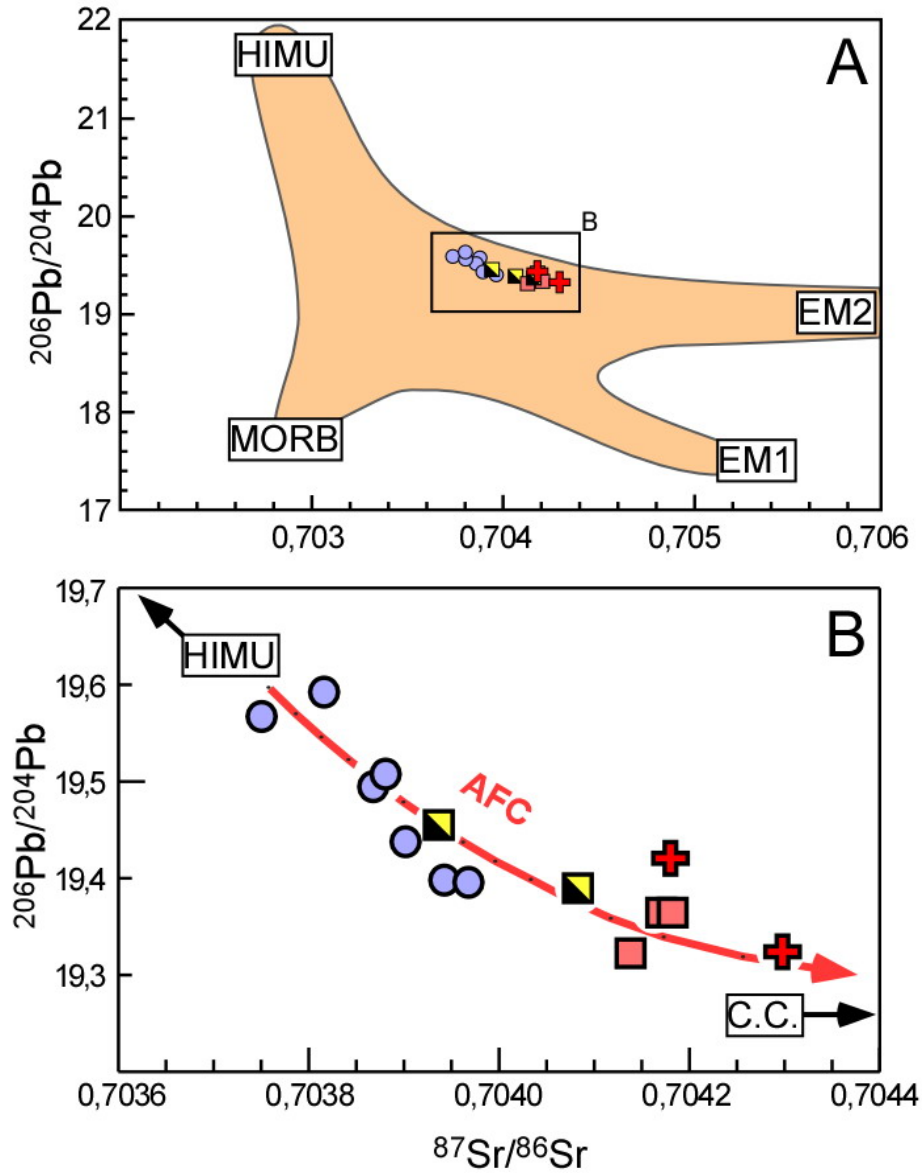 22
HIMU
A
21
20
B
19
EM2
18
MORB
EM1
17
206Pb/204Pb
0,703
0,704
0,705
0,706
19,7
B
HIMU
19,6
19,5
AFC
19,4
19,3
C.C.
206Pb/204Pb
0,7036
0,7038
0,7040
0,7042
0,7044
87Sr/86Sr